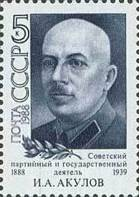 5
ПОЧТА СССР 1988
Советский
партийный и государственный
деятель
1888 1939
И.А.АКУЛОВ